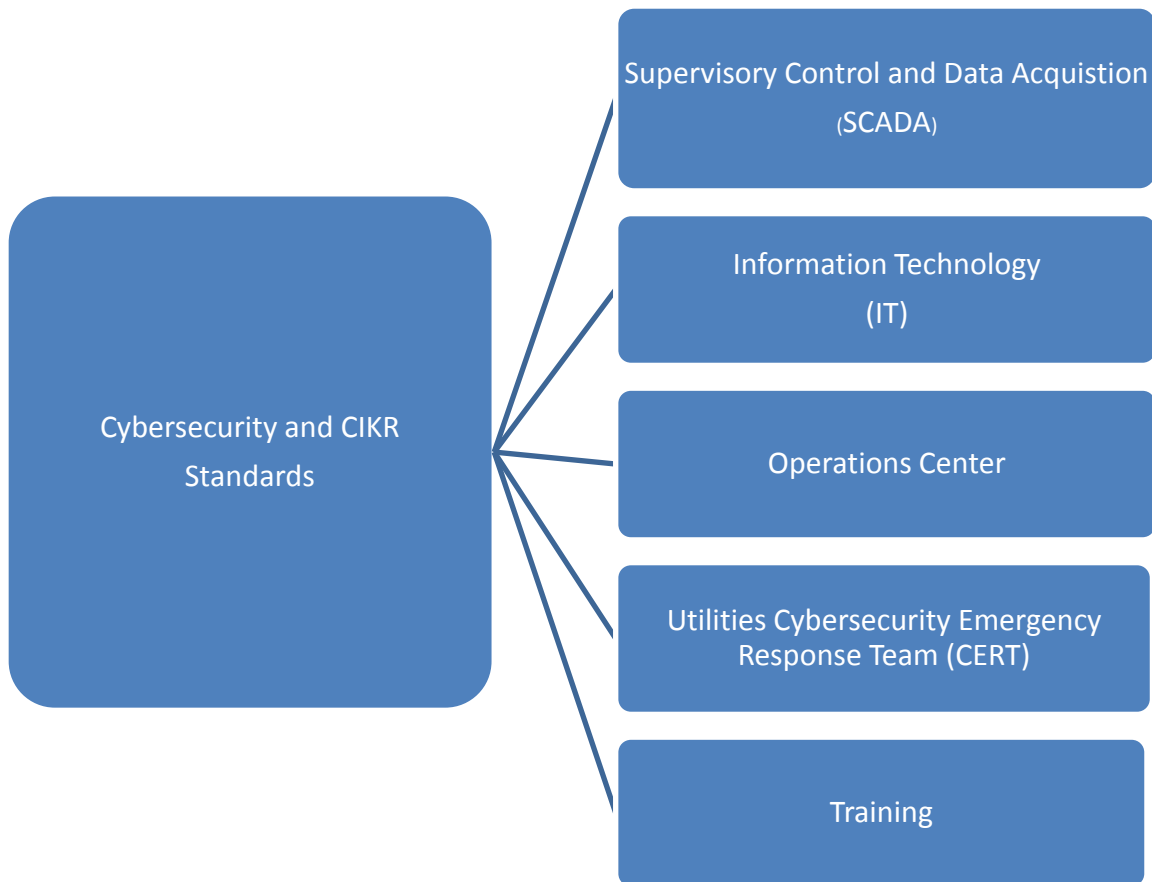 Supervisory Control and Data Acquistion
(SCADA)
Information Technology
(IT)
Cybersecurity and CIKR
Standards
Operations Center
Utilities Cybersecurity Emergency
Response Team (CERT)
Training